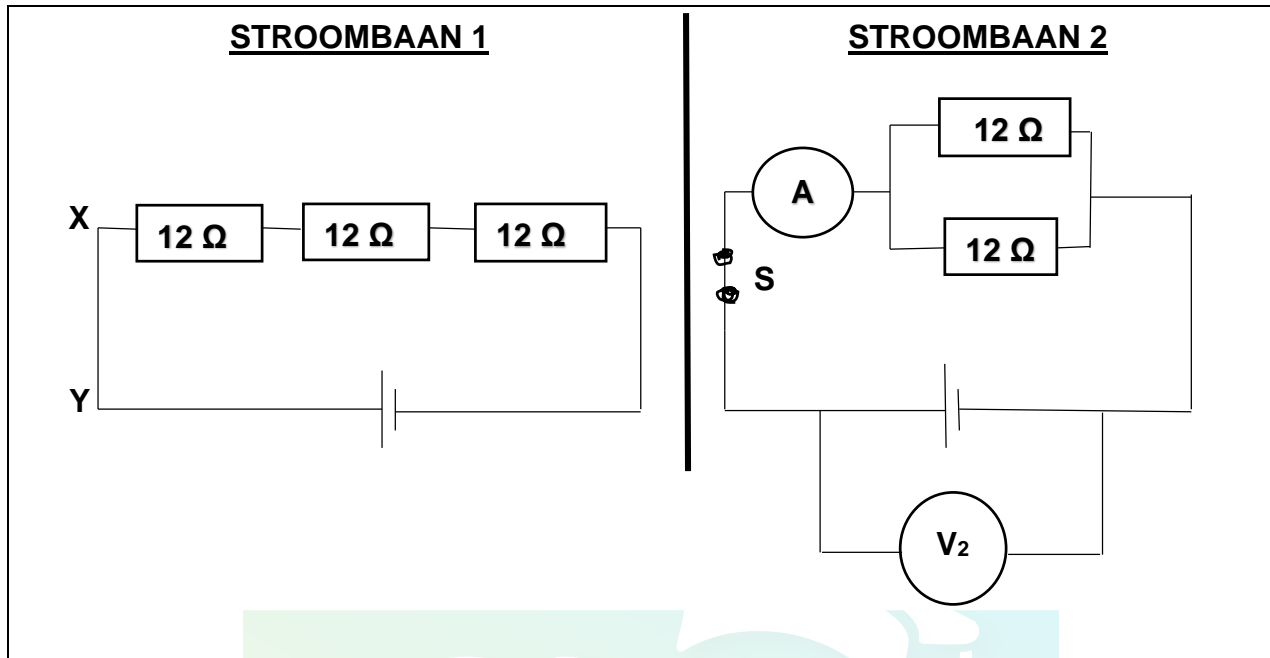 STROOMBAAN 1
X
12 Ω 12 Ω 12 Ω
Y
STROOMBAAN 2
12 Ω
A
12 Ω
S
V₂